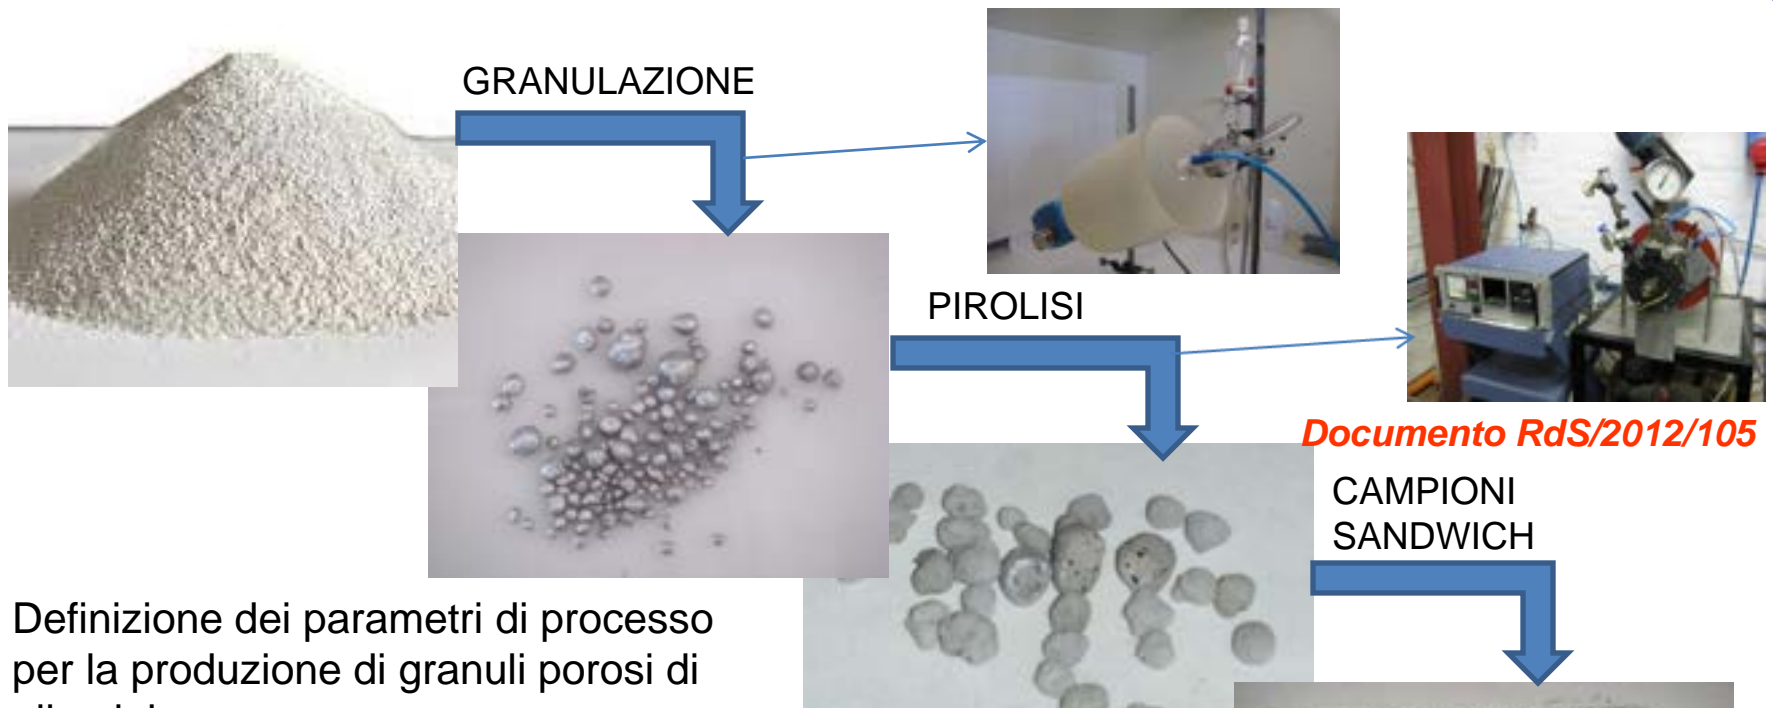 GRANULAZIONE
PIROLISI
Documento RdS/2012/105
CAMPIONI
SANDWICH
Definizione dei parametri di processo
per la produzione di granuli porosi di